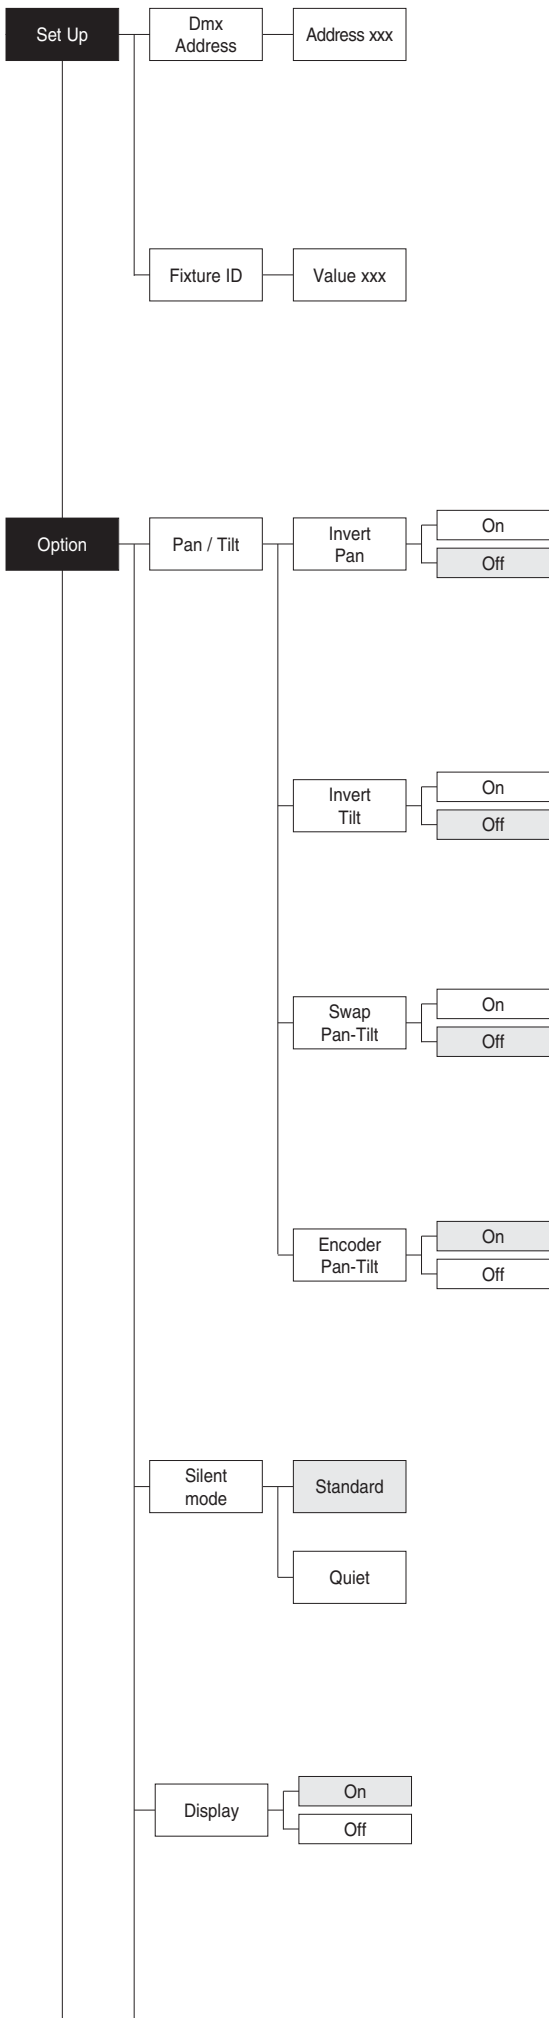 Set Up
Dmx
Address
Address xxx
Fixture ID
Value xxx
Option
Pan / Tilt
Invert
Pan
On
Off
Invert
Tilt
On
Off
Swap
Pan-Tilt
On
Off
Encoder
Pan-Tilt
On
Off
Silent
mode
Standard
Quiet
Display
On
Off